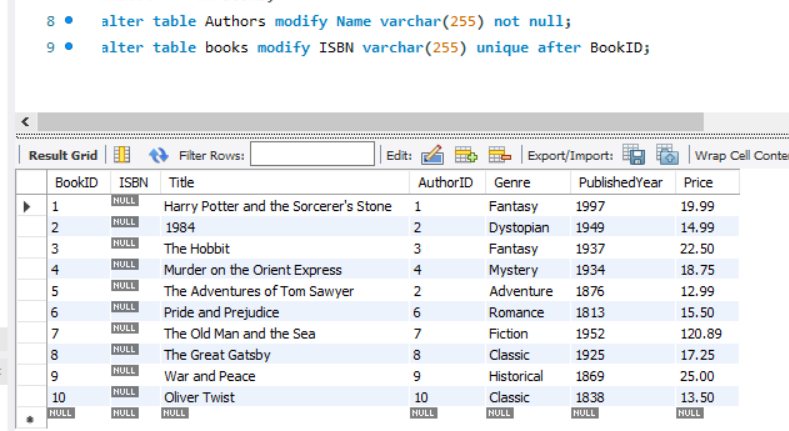 8 alter table Authors modify Name varchar(255) not null;
9 alter table books modify ISBN varchar(255) unique after BookID;
Result Grid Filter Rows: Edit: Export/Import: Wrap Cell Conte
BookID ISBN Title AuthorID Genre PublishedYear Price
1 NULL Harry Potter and the Sorcerer's Stone 1 Fantasy 1997 19.99
2 NULL 1984 2 Dystopian 1949 14.99
3 NULL The Hobbit 3 Fantasy 1937 22.50
4 NULL Murder on the Orient Express 4 Mystery 1934 18.75
5 NULL The Adventures of Tom Sawyer 2 Adventure 1876 12.99
6 NULL Pride and Prejudice 6 Romance 1813 15.50
7 NULL The Old Man and the Sea 7 Fiction 1952 120.89
8 NULL The Great Gatsby 8 Classic 1925 17.25
9 NULL War and Peace 9 Historical 1869 25.00
10 NULL Oliver Twist 10 Classic 1838 13.50
NULL NULL NULL NULL NULL NULL NULL